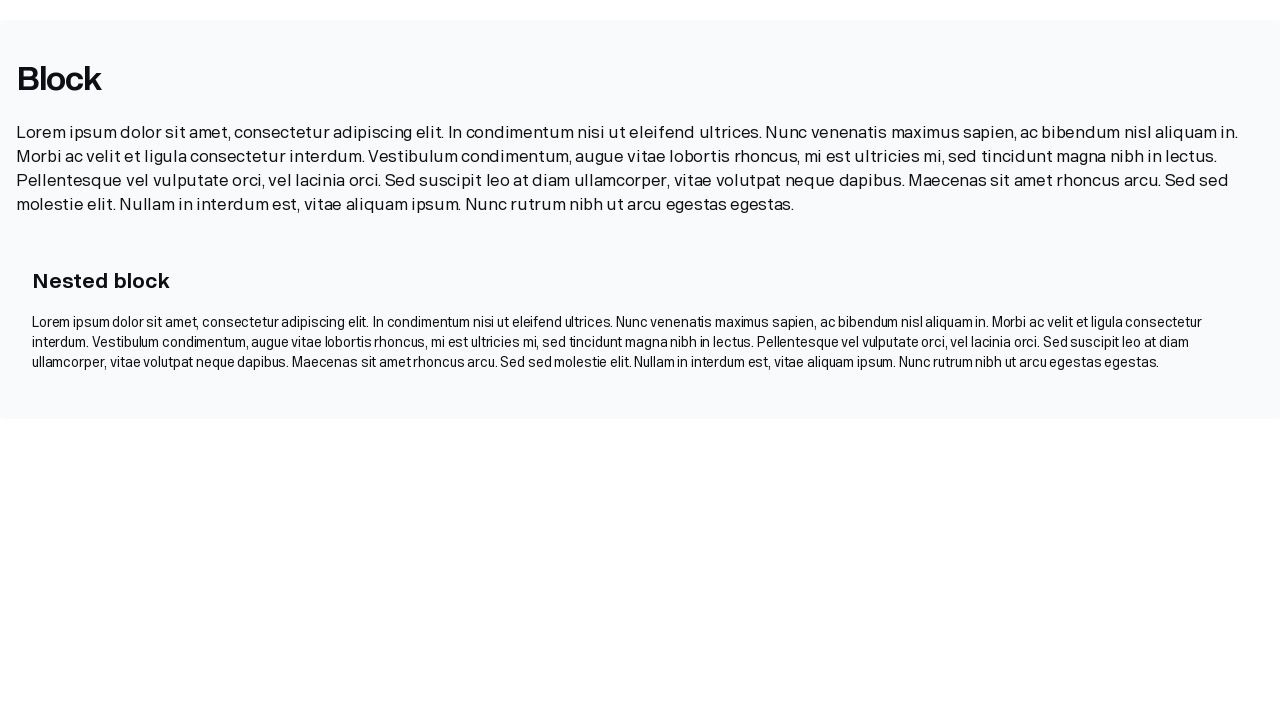 Block
Lorem ipsum dolor sit amet, consectetur adipiscing elit. In condimentum nisi ut eleifend ultrices. Nunc venenatis maximus sapien, ac bibendum nisl aliquam in.
Morbi ac velit et ligula consectetur interdum. Vestibulum condimentum, augue vitae lobortis rhoncus, mi est ultricies mi, sed tincidunt magna nibh in lectus.
Pellentesque vel vulputate orci, vel lacinia orci. Sed suscipit leo at diam ullamcorper, vitae volutpat neque dapibus. Maecenas sit amet rhoncus arcu. Sed sed
molestie elit. Nullam in interdum est, vitae aliquam ipsum. Nunc rutrum nibh ut arcu egestas egestas.
Nested block
Lorem ipsum dolor sit amet, consectetur adipiscing elit. In condimentum nisi ut eleifend ultrices. Nunc venenatis maximus sapien, ac bibendum nisl aliquam in. Morbi ac velit et ligula consectetur
interdum. Vestibulum condimentum, augue vitae lobortis rhoncus, mi est ultricies mi, sed tincidunt magna nibh in lectus. Pellentesque vel vulputate orci, vel lacinia orci. Sed suscipit leo at diam
ullamcorper, vitae volutpat neque dapibus. Maecenas sit amet rhoncus arcu. Sed sed molestie elit. Nullam in interdum est, vitae aliquam ipsum. Nunc rutrum nibh ut arcu egestas egestas.